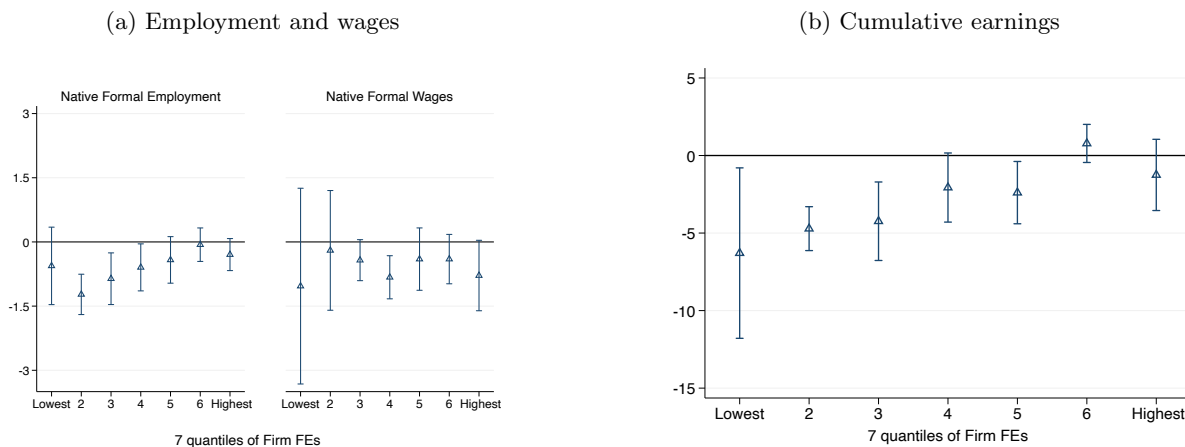 (a) Employment and wages
Native Formal Employment
Native Formal Wages
3
1.5
0
-1.5
-3
Lowest 2 3 4 5 6 Highest
Lowest 2 3 4 5 6 Highest
7 quantiles of Firm FEs
(b) Cumulative earnings
5
0
-5
-10
-15
Lowest 2 3 4 5 6 Highest
7 quantiles of Firm FEs